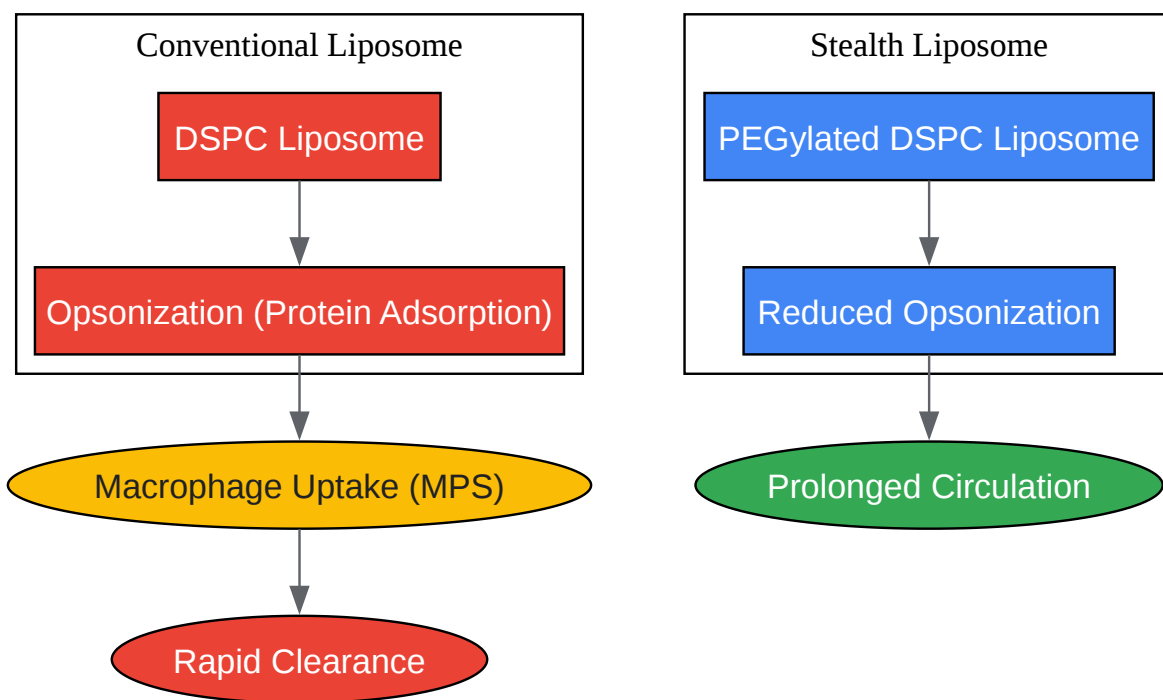 Conventional Liposome
DSPC Liposome
Opsonization (Protein Adsorption)
Macrophage Uptake (MPS)
Rapid Clearance
Stealth Liposome
PEGylated DSPC Liposome
Reduced Opsonization
Prolonged Circulation